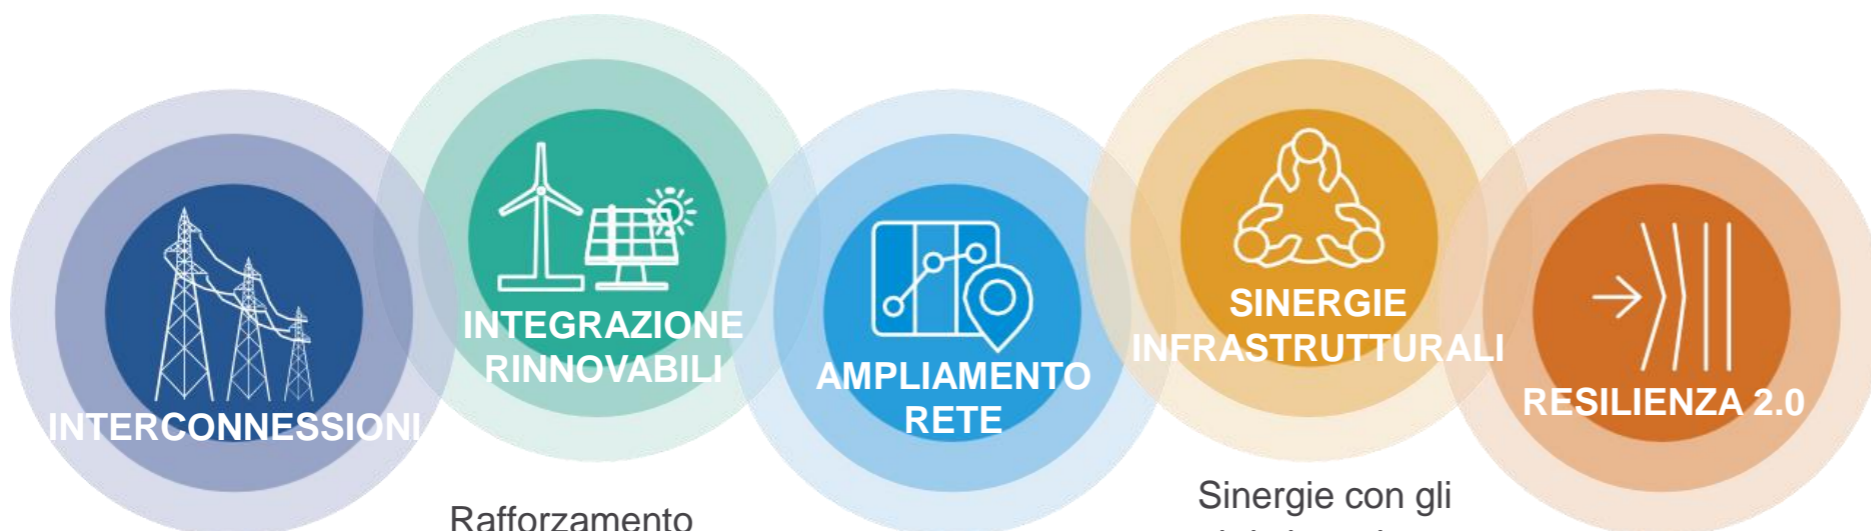 INTERCONNESSIONI
INTEGRAZIONE
RINNOVABILI
AMPLIAMENTO
RETE
SINERGIE
INFRASTRUTTURALI
RESILIENZA 2.0
Rafforzamento
Sinergie con gli